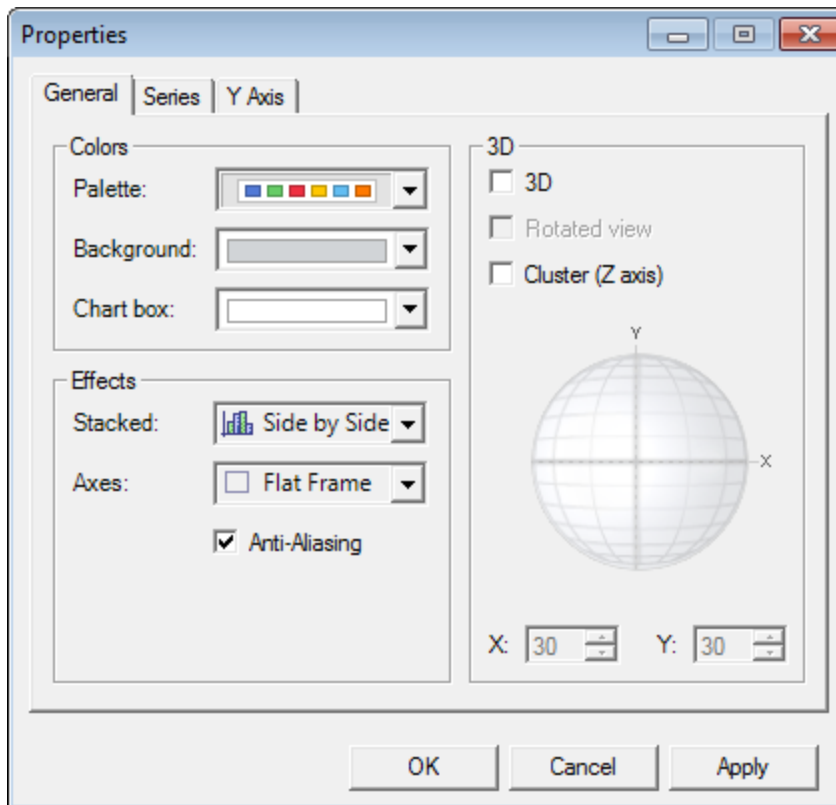 Properties
General Series Y Axis
Colors
Palette:
Background:
Chart box:
Effects
Stacked: Side by Side
Axes: Flat Frame
Anti-Aliasing
3D
3D
Rotated view
Cluster (Z axis)
Y
X
X: 30 Y: 30
OK Cancel Apply